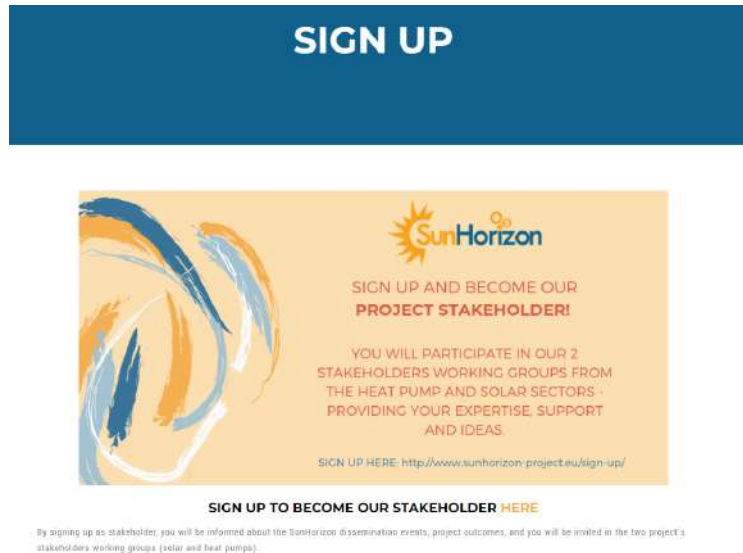 SIGN UP
SunHorizon
SIGN UP AND BECOME OUR
PROJECT STAKEHOLDER!
YOU WILL PARTICIPATE IN OUR 2
STAKEHOLDERS WORKING GROUPS FROM
THE HEAT PUMP AND SOLAR SECTORS -
PROVIDING YOUR EXPERTISE, SUPPORT
AND IDEAS.
SIGN UP HERE: http://www.sunhorizon-project.eu/sign-up/
SIGN UP TO BECOME OUR STAKEHOLDER HERE
By signing up as stakeholder, you will be informed about the SunHorizon dissemination events, project outcomes, and you will be invited in the two project's
stakeholders working groups (solar and heat pumps).